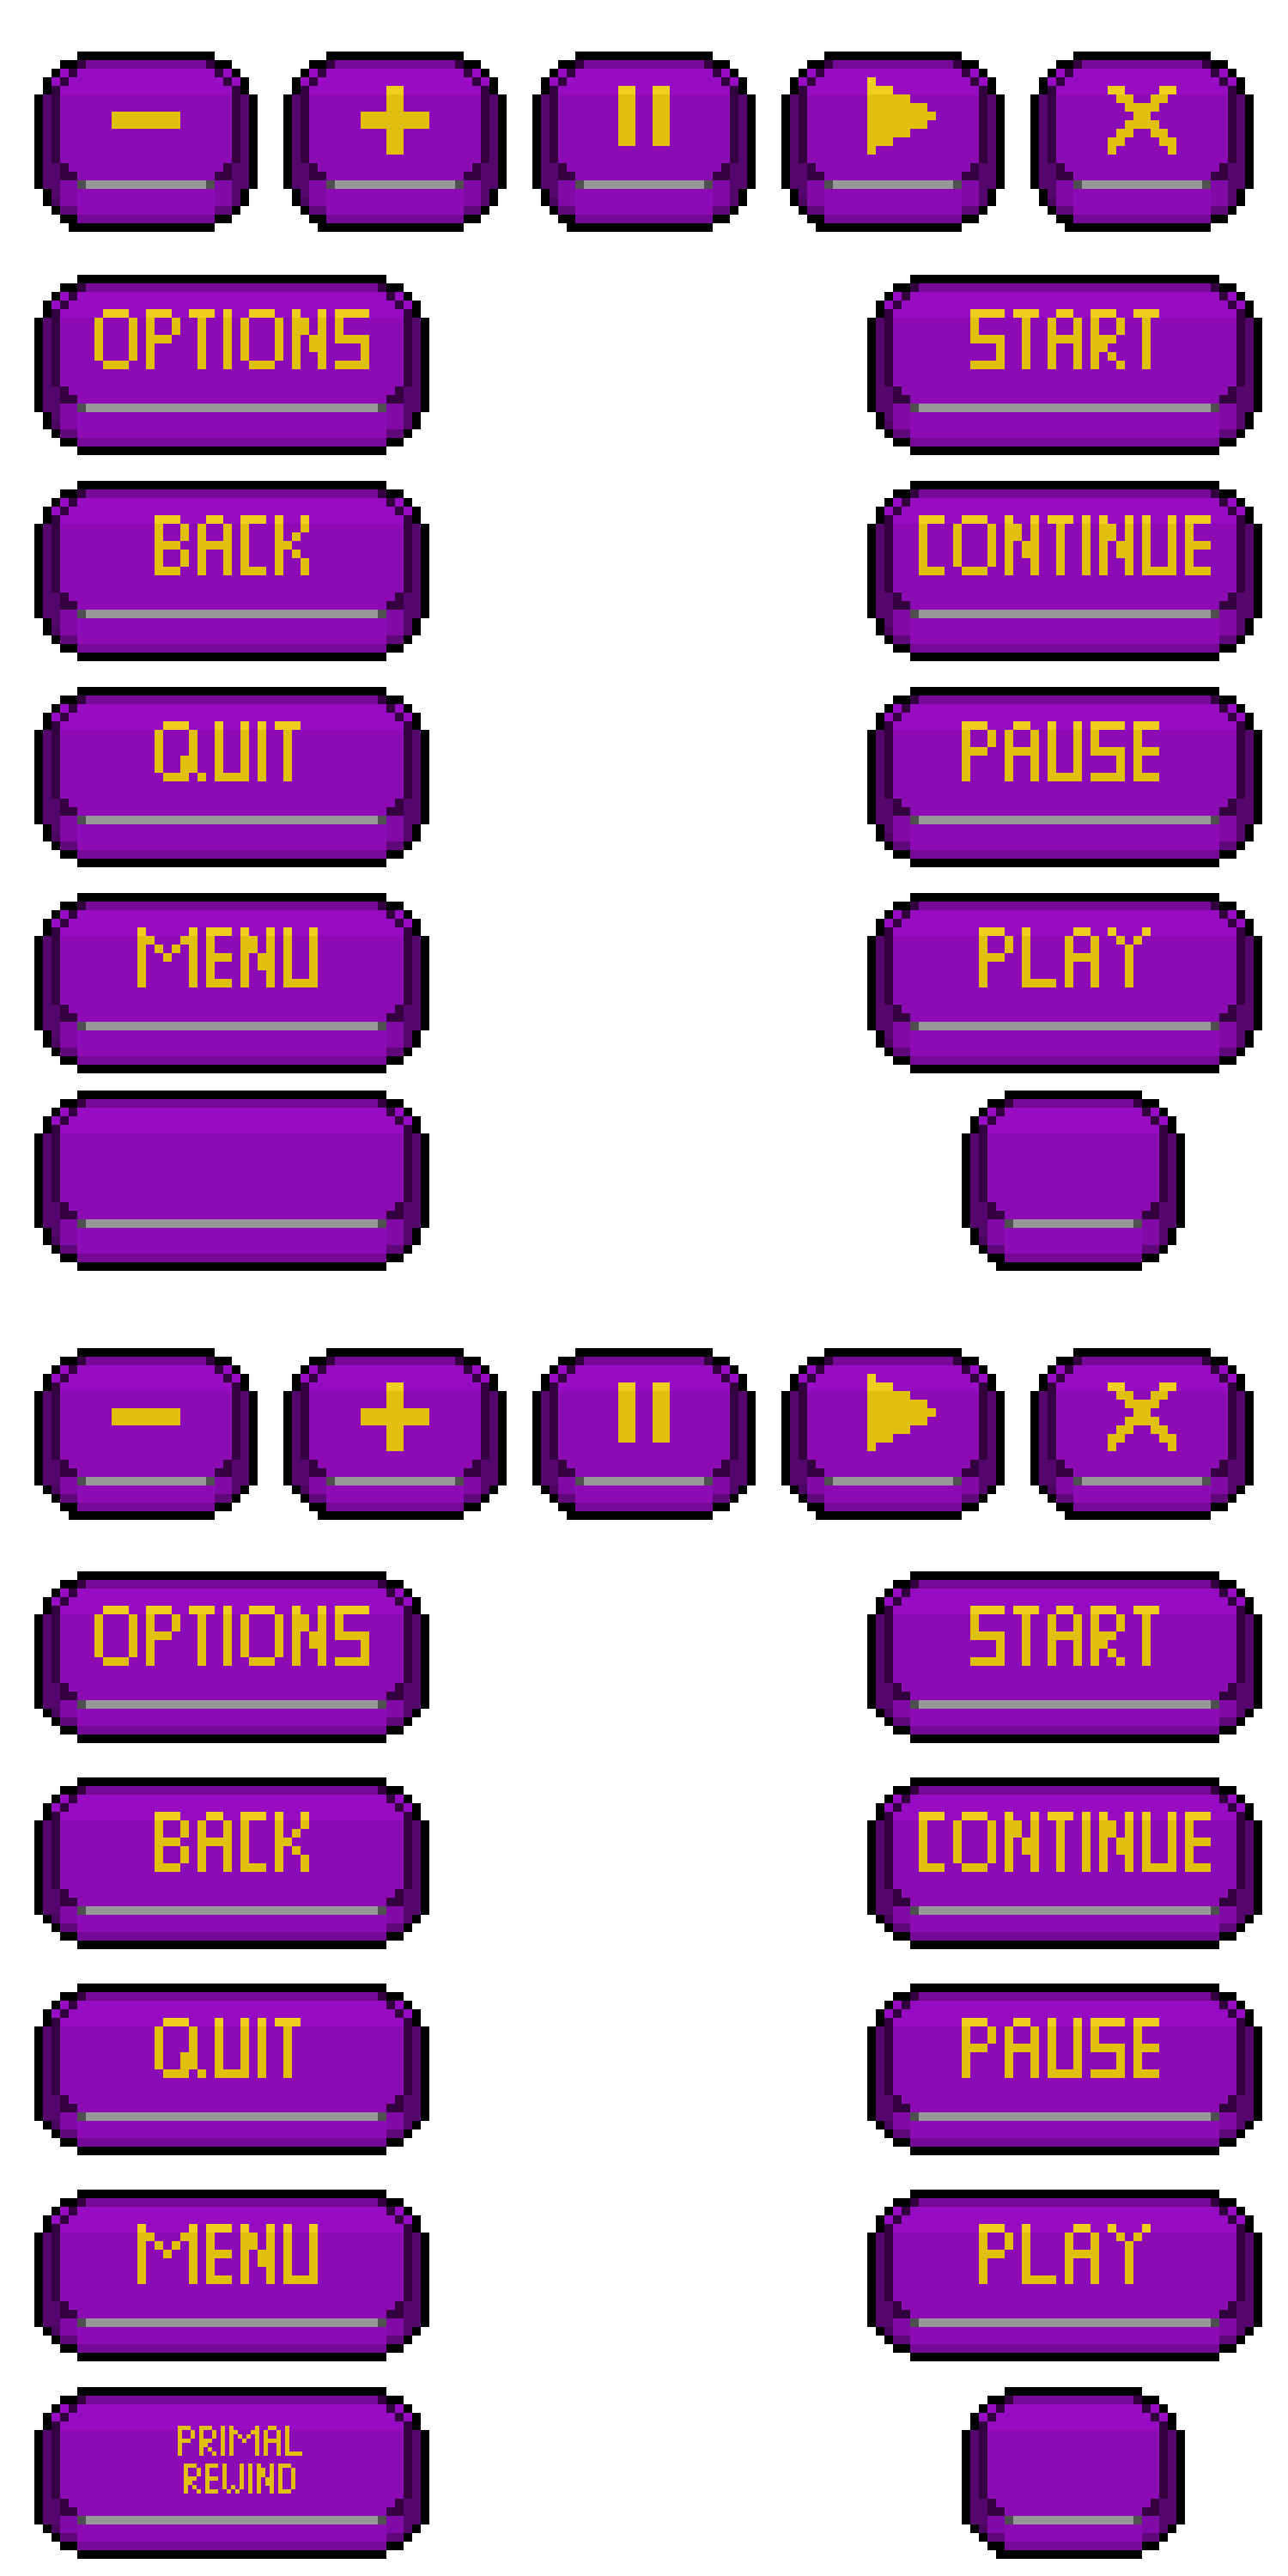 OPTIONS
START
BACK
CONTINUE
QUIT
PAUSE
MENU
PLAY
OPTIONS
START
BACK
CONTINUE
QUIT
PAUSE
MENU
PLAY
PRIMAL
REWIND